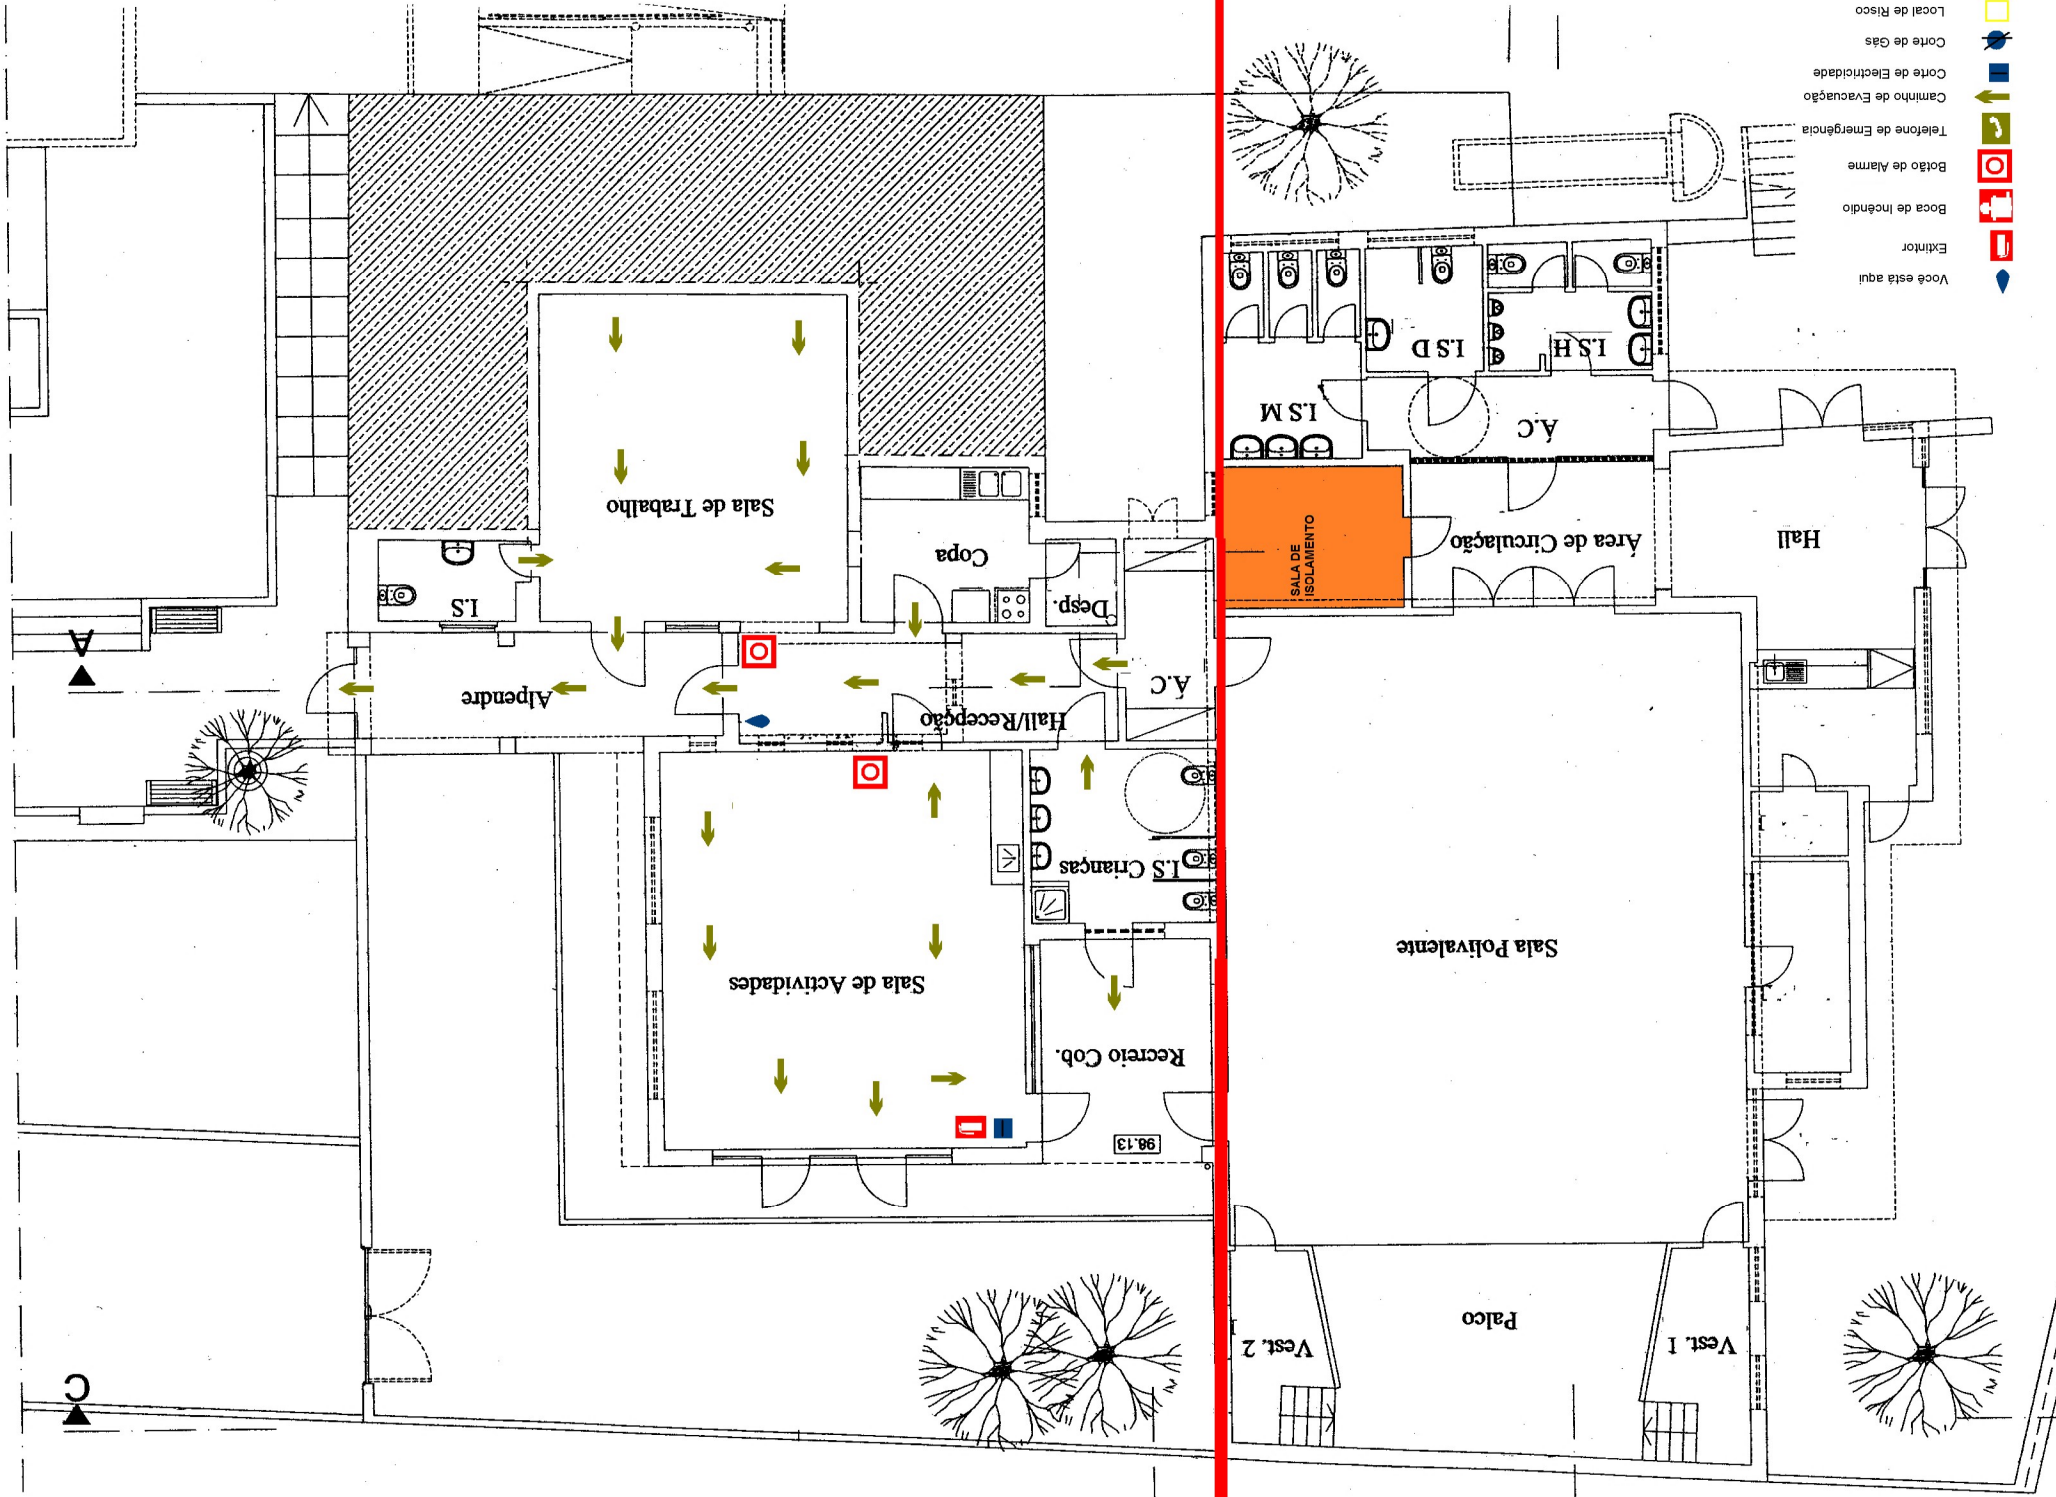 Você está aqui
Extintor
Boca de Incêndio
Botão de Alarme
Telefone de Emergência
Caminho de Evacuação
Corte de Electricidade
Corte de Gás
Local de Risco
Vest. 1
Palco
Vest. 2
C
98.13
Recreio Cob.
Sala de Actividades
Sala Polivalente
I.S Crianças
Hall/Recepção
Á.C
Alpendre
A
I.S
Desp.
Copa
Sala de Trabalho
SALA DE
ISOLAMENTO
Área de Circulação
Hall
Á.C
I.S M
I.S D
I.S H